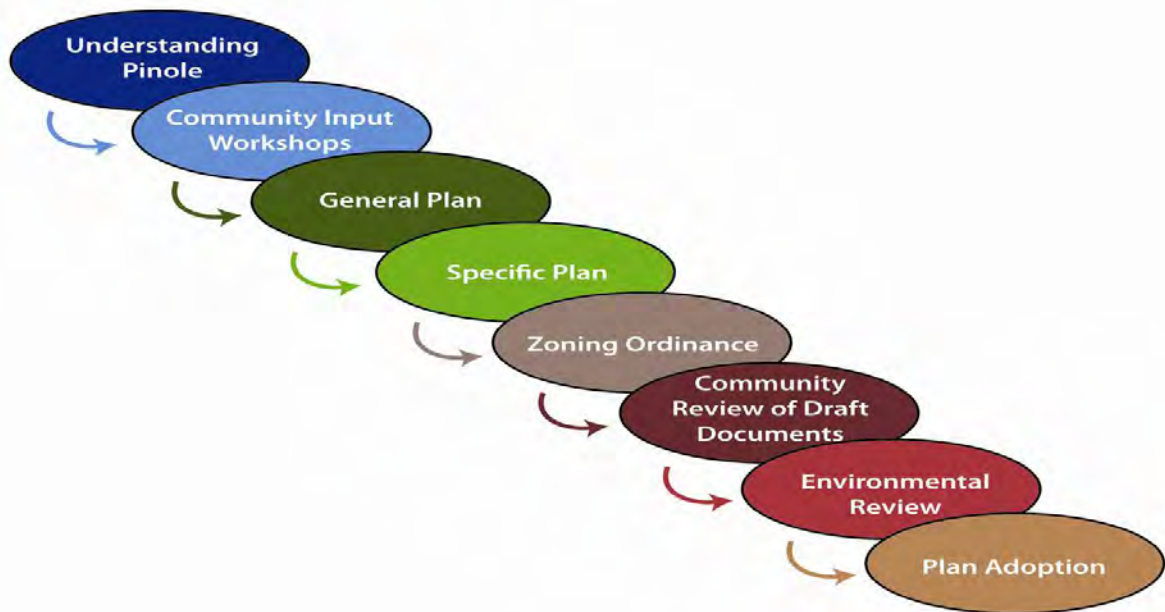 Understanding
Pinole
Community Input
Workshops
General Plan
Specific Plan
Zoning Ordinance
Community
Review of Draft
Documents
Environmental
Review
Plan Adoption